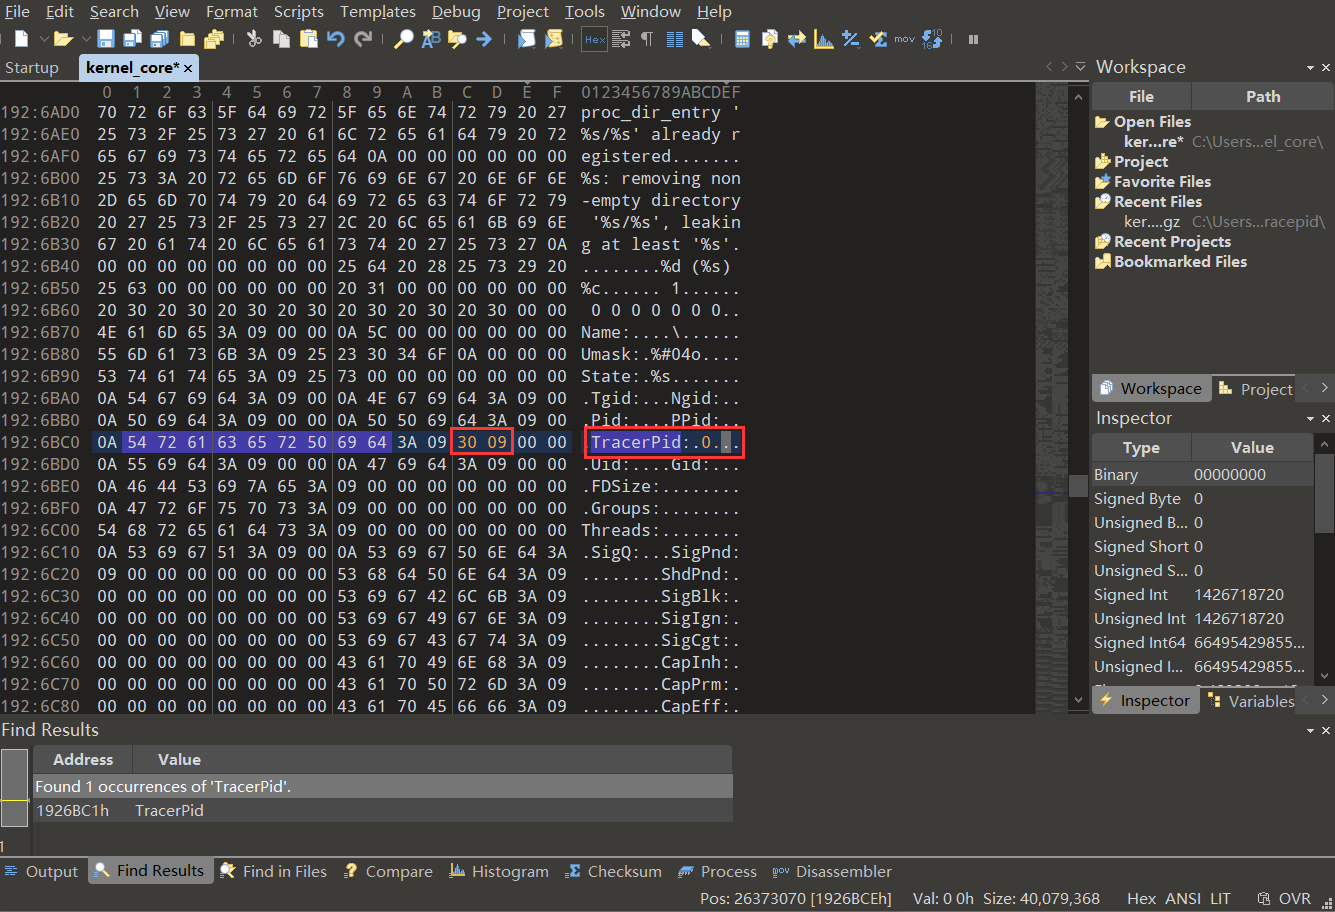 File Edit Search View Format Scripts Templates Debug Project Tools Window Help
Startup kernel_core* ×
0 1 2 3 4 5 6 7 8 9 A B C D E F 0123456789ABCDEF
192:6AD0 70 72 6F 63 5F 64 69 72 5F 65 6E 74 72 79 20 27 proc_dir_entry '
192:6AE0 25 73 2F 25 73 27 20 61 6C 72 65 61 64 79 20 72 %s/%s' already r
192:6AF0 65 67 69 73 74 65 72 65 64 0A 00 00 00 00 00 00 egistered.......
192:6B00 25 73 3A 20 72 65 6D 6F 76 69 6E 67 20 6E 6F 6E %s: removing non
192:6B10 2D 65 6D 70 74 79 20 64 69 72 65 63 74 6F 72 79 -empty directory
192:6B20 20 27 25 73 2F 25 73 27 2C 20 6C 65 61 6B 69 6E '%s/%s', leakin
192:6B30 67 20 61 74 20 6C 65 61 73 74 20 27 25 73 27 0A g at least '%s'.
192:6B40 00 00 00 00 00 00 00 00 25 64 20 28 25 73 29 20 ........%d (%s)
192:6B50 25 63 00 00 00 00 00 00 20 31 00 00 00 00 00 00 %c...... 1......
192:6B60 20 30 20 30 20 30 20 30 20 30 20 30 20 30 00 00 0 0 0 0 0 0 0..
192:6B70 4E 61 6D 65 3A 09 00 00 0A 5C 00 00 00 00 00 00 Name:....\......
192:6B80 55 6D 61 73 6B 3A 09 25 23 30 34 6F 0A 00 00 00 Umask:.%#04o....
192:6B90 53 74 61 74 65 3A 09 25 73 00 00 00 00 00 00 00 State:.%s.......
192:6BA0 0A 54 67 69 64 3A 09 00 0A 4E 67 69 64 3A 09 00 .Tgid:...Ngid:..
192:6BB0 0A 50 69 64 3A 09 00 00 0A 50 50 69 64 3A 09 00 .Pid:....PPid:..
192:6BC0 0A 54 72 61 63 65 72 50 69 64 3A 09 30 09 00 00 .TracerPid:.0...
192:6BD0 0A 55 69 64 3A 09 00 00 0A 47 69 64 3A 09 00 00 .Uid:....Gid:...
192:6BE0 0A 46 44 53 69 7A 65 3A 09 00 00 00 00 00 00 00 .FDSize:........
192:6BF0 0A 47 72 6F 75 70 73 3A 09 00 00 00 00 00 00 00 .Groups:........
192:6C00 54 68 72 65 61 64 73 3A 09 00 00 00 00 00 00 00 Threads:........
192:6C10 0A 53 69 67 51 3A 09 00 0A 53 69 67 50 6E 64 3A .SigQ:...SigPnd:
192:6C20 09 00 00 00 00 00 00 00 53 68 64 50 6E 64 3A 09 ........ShdPnd:.
192:6C30 00 00 00 00 00 00 00 00 53 69 67 42 6C 6B 3A 09 ........SigBlk:.
192:6C40 00 00 00 00 00 00 00 00 53 69 67 49 67 6E 3A 09 ........SigIgn:.
192:6C50 00 00 00 00 00 00 00 00 53 69 67 43 67 74 3A 09 ........SigCgt:.
192:6C60 00 00 00 00 00 00 00 00 43 61 70 49 6E 68 3A 09 ........CapInh:.
192:6C70 00 00 00 00 00 00 00 00 43 61 70 50 72 6D 3A 09 ........CapPrm:.
192:6C80 00 00 00 00 00 00 00 00 43 61 70 45 66 66 3A 09 ........CapEff:.
Workspace
File Path
Open Files
ker...re* C:\Users...el_core\
Project
Favorite Files
Recent Files
ker....gz C:\Users...racepid\
Recent Projects
Bookmarked Files
Workspace Project
Inspector
Type Value
Binary 00000000
Signed Byte 0
Unsigned B... 0
Signed Short 0
Unsigned S... 0
Signed Int 1426718720
Unsigned Int 1426718720
Signed Int64 66495429855...
Unsigned I... 66495429855...
Inspector Variables
Find Results
Address Value
Found 1 occurrences of 'TracerPid'.
1926BC1h TracerPid
1
Output Find Results Find in Files Compare Histogram Checksum Process Disassembler
Pos: 26373070 [1926BCEh] Val: 0 0h Size: 40,079,368 Hex ANSI LIT OVR